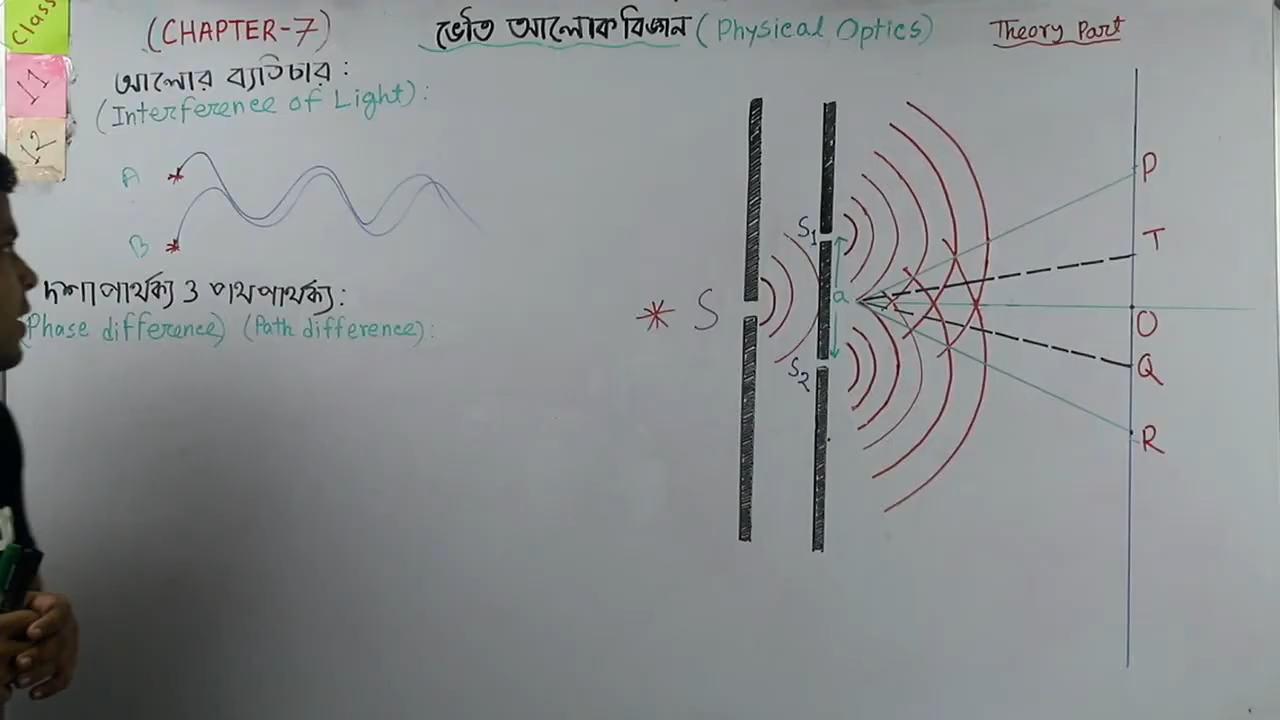 Class
11
12
(CHAPTER-7)
ভৌত আলোকবিজ্ঞান (Physical Optics)
Theory Part
আলোর ব্যতিচার :
(Interference of Light) :
A
B
দশা পার্থক্য ও পথ পার্থক্য :
(Phase difference) (Path difference) :
S
S1
a
S2
P
T
O
Q
R